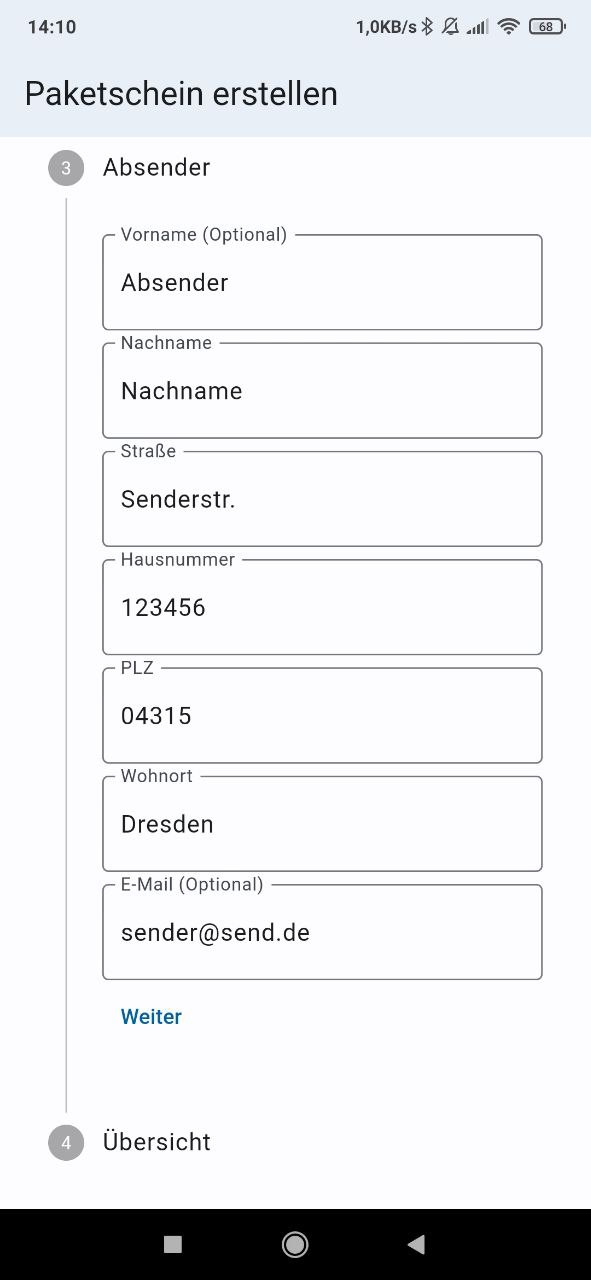 14:10
1,0KB/s
68
Paketschein erstellen
3
Absender
Vorname (Optional)
Absender
Nachname
Nachname
Straße
Senderstr.
Hausnummer
123456
PLZ
04315
Wohnort
Dresden
E-Mail (Optional)
sender@send.de
Weiter
4
Übersicht